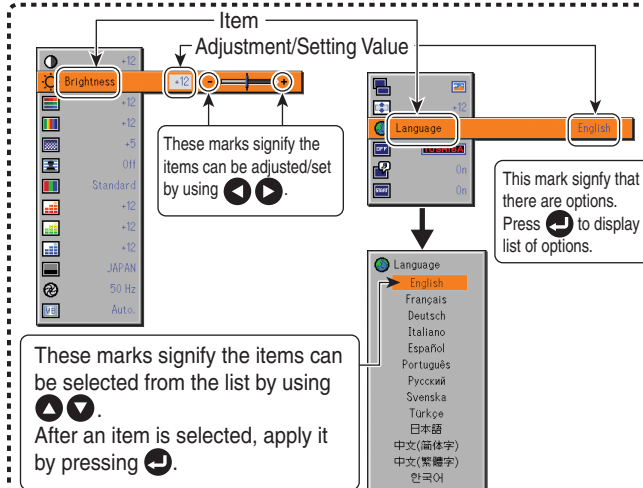 Item
Adjustment/Setting Value
+12
Brightness
+12
+12
+12
+5
Off
Standard
+12
+12
+12
JAPAN
50 Hz
Auto.
These marks signify the
items can be adjusted/set
by using
.
+12
Language
English
OFF
TOSHIBA
On
START
On
This mark signfy that
there are options.
Press to display
list of options.
Language
English
Français
Deutsch
Italiano
Español
Português
Русский
Svenska
Türkçe
日本語
中文(简体字)
中文(繁體字)
한국어
These marks signify the items can
be selected from the list by using
.
After an item is selected, apply it
by pressing .